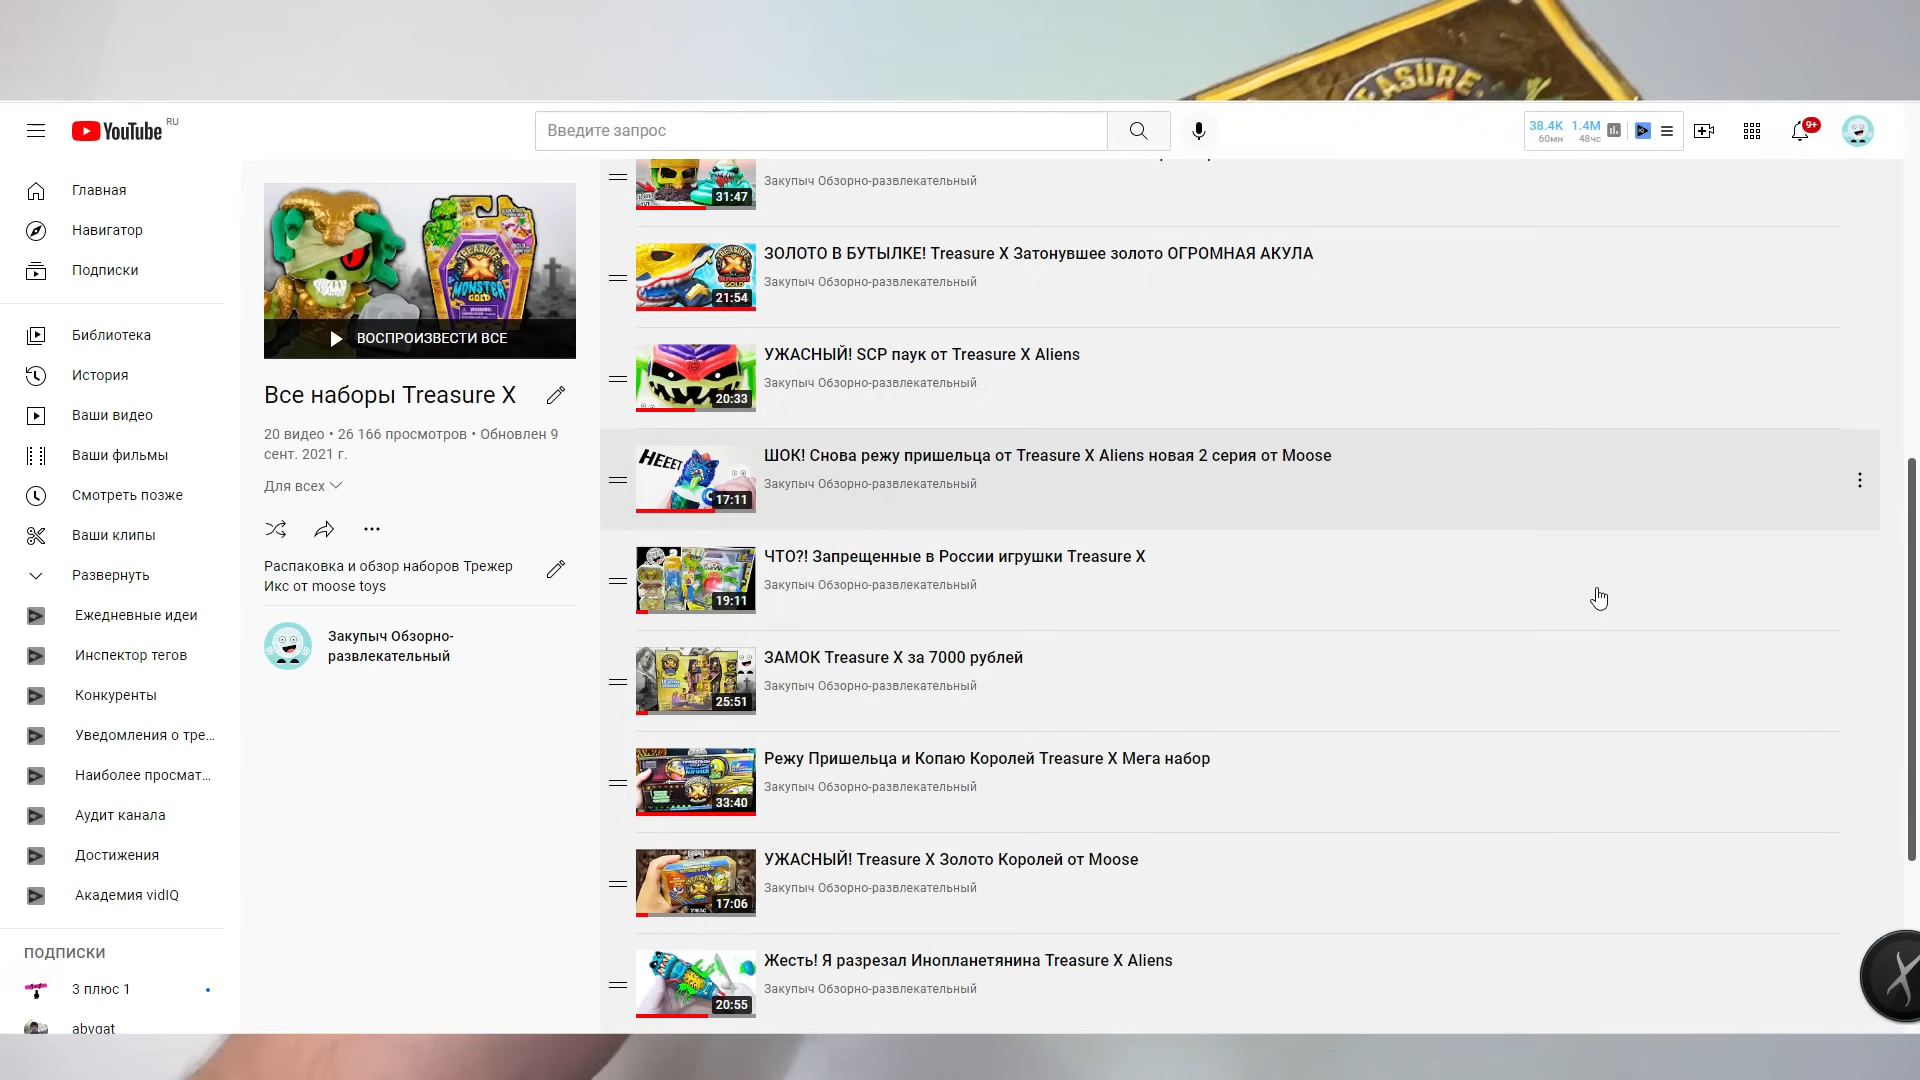 ASURE
YouTube RU
Введите запрос
38.4K 1.4M
60мн 48чс
9+
Главная
Навигатор
Подписки
Библиотека
История
Ваши видео
Ваши фильмы
Смотреть позже
Ваши клипы
Развернуть
Ежедневные идеи
Инспектор тегов
Конкуренты
Уведомления о тре...
Наиболее просмат...
Аудит канала
Достижения
Академия vidIQ
ПОДПИСКИ
3 плюс 1
abvgat
TREASURE
X
MONSTER
GOLD
ВОСПРОИЗВЕСТИ ВСЕ
Все наборы Treasure X
20 видео • 26 166 просмотров • Обновлен 9
сент. 2021 г.
Для всех
Распаковка и обзор наборов Трежер
Икс от moose toys
Закупыч Обзорно-
развлекательный
31:47
Закупыч Обзорно-развлекательный
21:54
ЗОЛОТО В БУТЫЛКЕ! Treasure X Затонувшее золото ОГРОМНАЯ АКУЛА
Закупыч Обзорно-развлекательный
20:33
УЖАСНЫЙ! SCP паук от Treasure X Aliens
Закупыч Обзорно-развлекательный
HEEET
17:11
ШОК! Снова режу пришельца от Treasure X Aliens новая 2 серия от Moose
Закупыч Обзорно-развлекательный
19:11
ЧТО?! Запрещенные в России игрушки Treasure X
Закупыч Обзорно-развлекательный
25:51
ЗАМОК Treasure X за 7000 рублей
Закупыч Обзорно-развлекательный
33:40
Режу Пришельца и Копаю Королей Treasure X Мега набор
Закупыч Обзорно-развлекательный
УЖАС
17:06
УЖАСНЫЙ! Treasure X Золото Королей от Moose
Закупыч Обзорно-развлекательный
20:55
Жесть! Я разрезал Инопланетянина Treasure X Aliens
Закупыч Обзорно-развлекательный
X